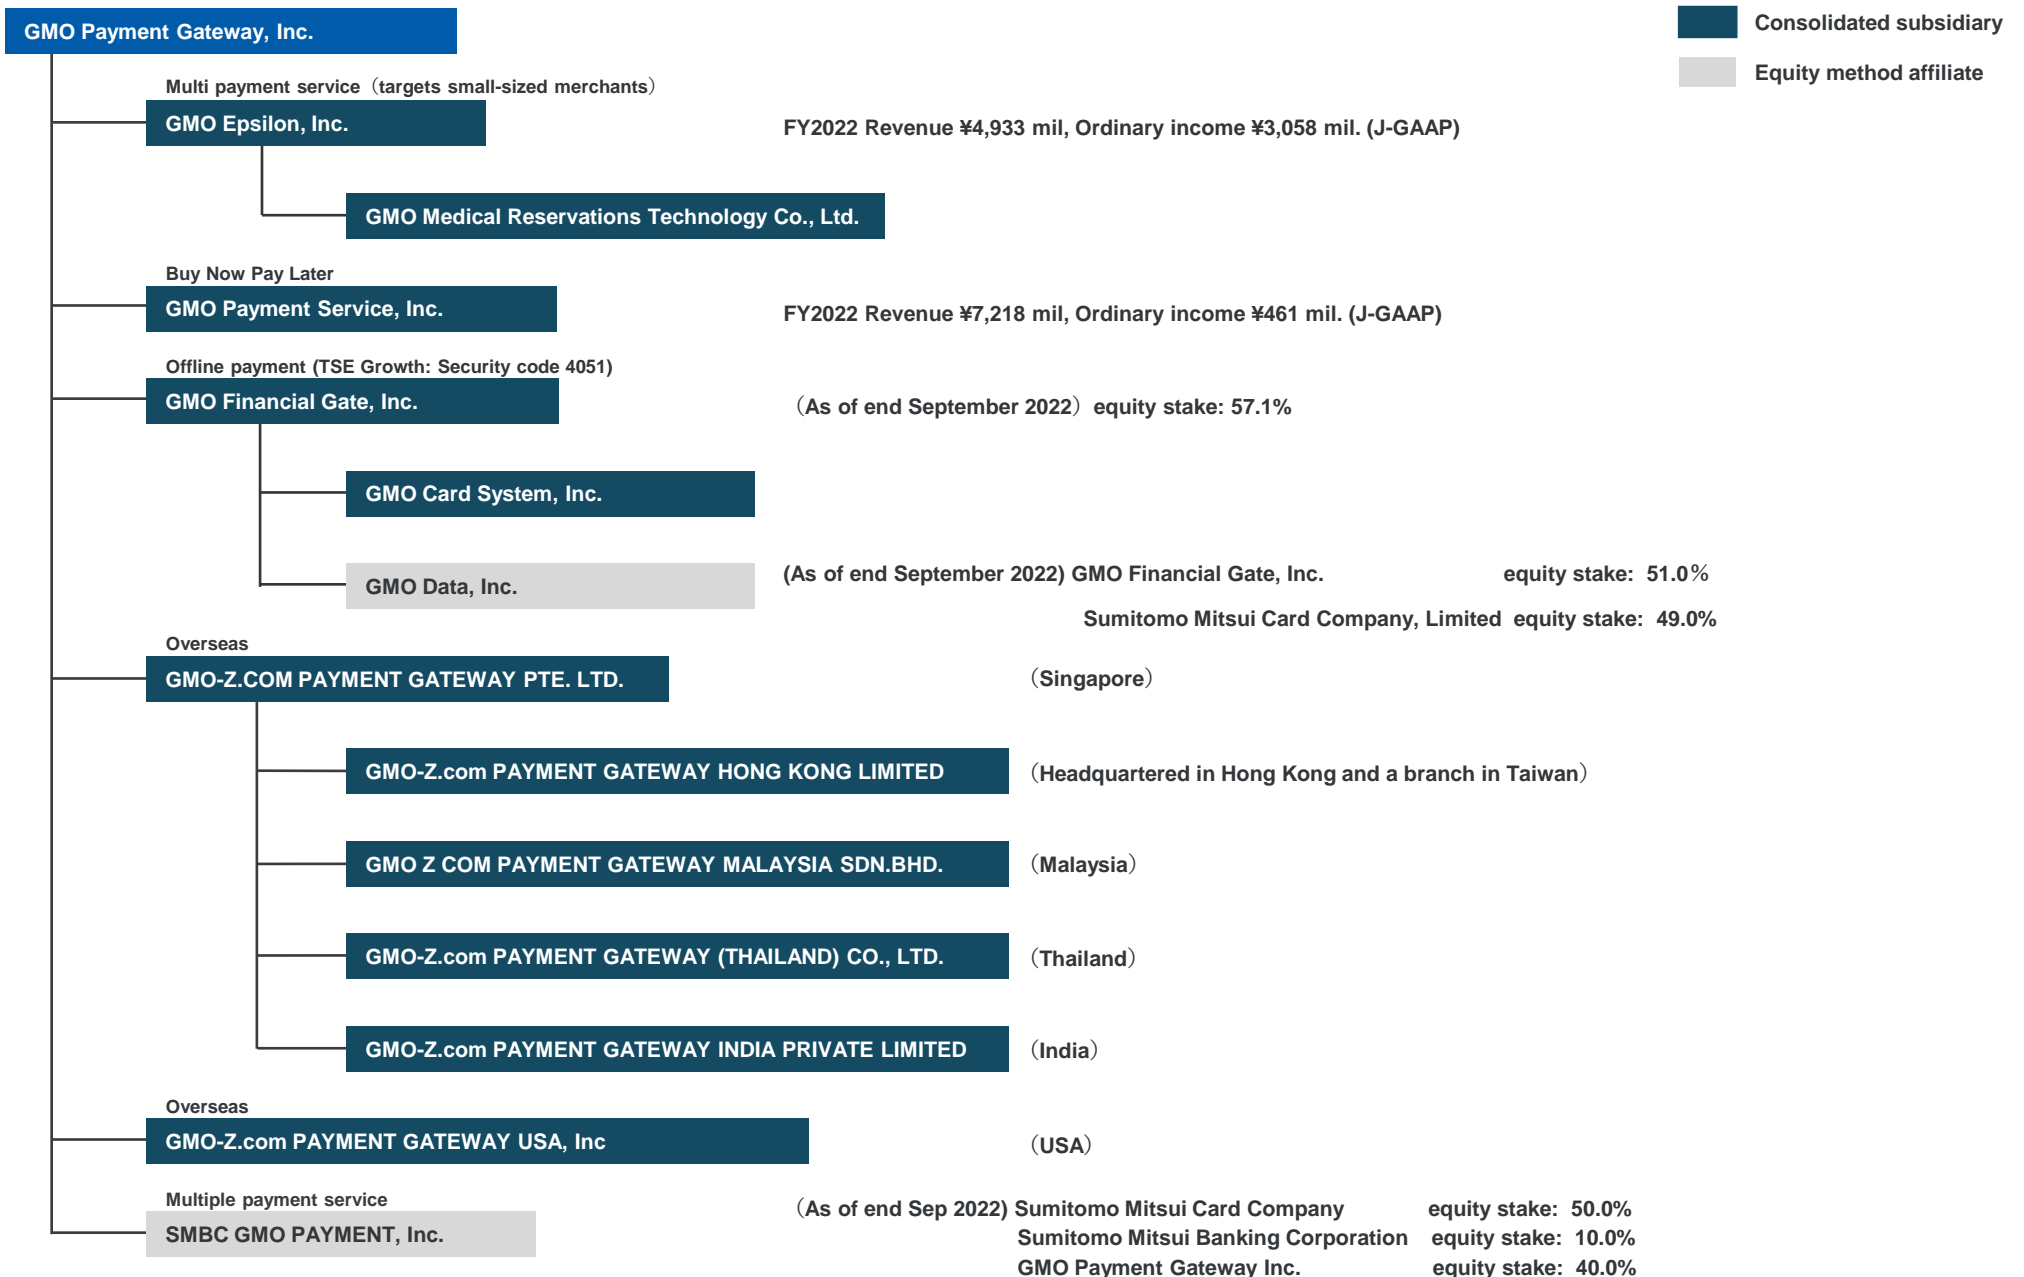 GMO Payment Gateway, Inc.
Consolidated subsidiary
Equity method affiliate
Multi payment service（targets small-sized merchants）
GMO Epsilon, Inc.
FY2022 Revenue ¥4,933 mil, Ordinary income ¥3,058 mil. (J-GAAP)
GMO Medical Reservations Technology Co., Ltd.
Buy Now Pay Later
GMO Payment Service, Inc.
FY2022 Revenue ¥7,218 mil, Ordinary income ¥461 mil. (J-GAAP)
Offline payment (TSE Growth: Security code 4051)
GMO Financial Gate, Inc.
（As of end September 2022）equity stake: 57.1%
GMO Card System, Inc.
GMO Data, Inc.
(As of end September 2022) GMO Financial Gate, Inc. equity stake: 51.0％
Sumitomo Mitsui Card Company, Limited equity stake: 49.0%
Overseas
GMO-Z.COM PAYMENT GATEWAY PTE. LTD.
（Singapore）
GMO-Z.com PAYMENT GATEWAY HONG KONG LIMITED
（Headquartered in Hong Kong and a branch in Taiwan）
GMO Z COM PAYMENT GATEWAY MALAYSIA SDN.BHD.
（Malaysia）
GMO-Z.com PAYMENT GATEWAY (THAILAND) CO., LTD.
（Thailand）
GMO-Z.com PAYMENT GATEWAY INDIA PRIVATE LIMITED
（India）
Overseas
GMO-Z.com PAYMENT GATEWAY USA, Inc
（USA）
Multiple payment service
SMBC GMO PAYMENT, Inc.
（As of end Sep 2022) Sumitomo Mitsui Card Company equity stake: 50.0%
Sumitomo Mitsui Banking Corporation equity stake: 10.0%
GMO Payment Gateway Inc. equity stake: 40.0%